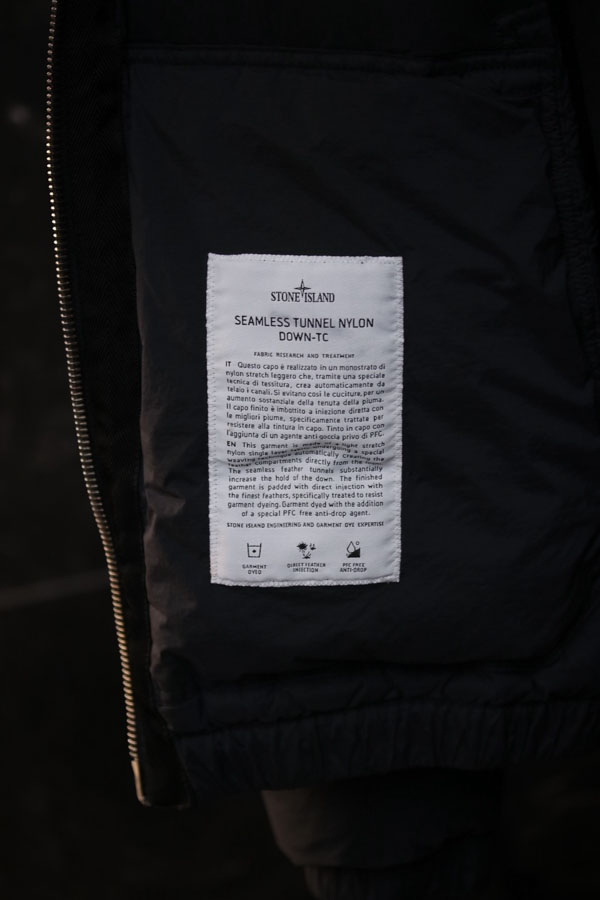 STONE ISLAND
SEAMLESS TUNNEL NYLON
DOWN-TC
FABRIC RESEARCH AND TREATMENT
IT Questo capo è realizzato in un monostrato di
nylon stretch leggero che, tramite una speciale
tecnica di tessitura, crea automaticamente da
telaio i canali. Si evitano così le cuciture, per un
aumento sostanziale della tenuta della piuma.
Il capo finito è imbottito a iniezione diretta con
le migliori piume, specificamente trattate per
resistere alla tintura in capo. Tinto in capo con
l'aggiunta di un agente anti goccia privo di PFC.
EN This garment is made of a light stretch
nylon single layer, undergoing a special
weaving technique automatically creating the
feather compartments directly from the loom.
The seamless feather tunnels substantially
increase the hold of the down. The finished
garment is padded with direct injection with
the finest feathers, specifically treated to resist
garment dyeing. Garment dyed with the addition
of a special PFC free anti-drop agent.
STONE ISLAND ENGINEERING AND GARMENT DYE EXPERTISE
GARMENT DYED
DIRECT FEATHER INJECTION
PFC FREE ANTI-DROP